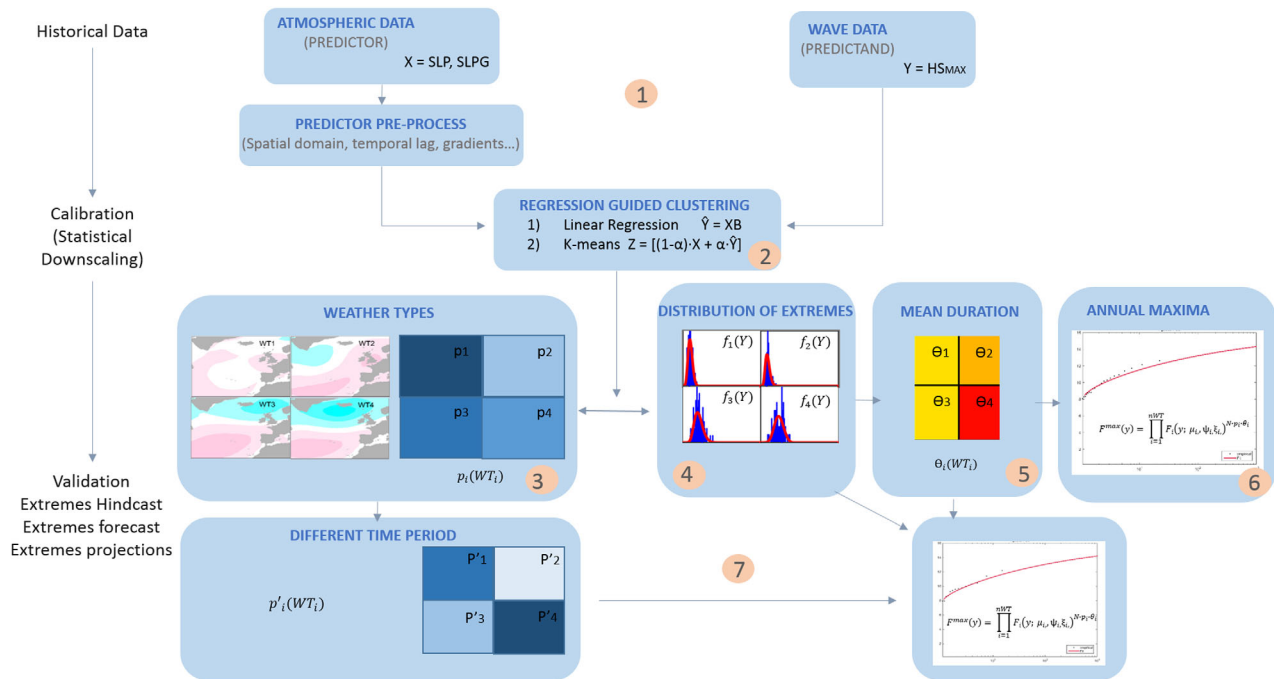 Historical Data
ATMOSPHERIC DATA
(PREDICTOR)
X = SLP, SLPG
WAVE DATA
(PREDICTAND)
Y = HSMAX
1
PREDICTOR PRE-PROCESS
(Spatial domain, temporal lag, gradients...)
Calibration
(Statistical
Downscaling)
REGRESSION GUIDED CLUSTERING
1) Linear Regression Ŷ = XB
2) K-means Z = [(1-α)·X + α·Ŷ]
2
WEATHER TYPES
WT1
WT2
WT3
WT4
p1
p2
p3
p4
pi(WTi)
3
DISTRIBUTION OF EXTREMES
f1(Y)
f2(Y)
f3(Y)
f4(Y)
4
MEAN DURATION
ϴ1
ϴ2
ϴ3
ϴ4
ϴi(WTi)
5
ANNUAL MAXIMA
Fmax(y) = ∏ i=1 nWT Fi(y; μi, ψi, ξi,)N·pi·θi
6
Validation
Extremes Hindcast
Extremes forecast
Extremes projections
DIFFERENT TIME PERIOD
p'i(WTi)
P'1
P'2
P'3
P'4
7
Fmax(y) = ∏ i=1 nWT Fi(y; μi, ψi, ξi,)N·pi·θi